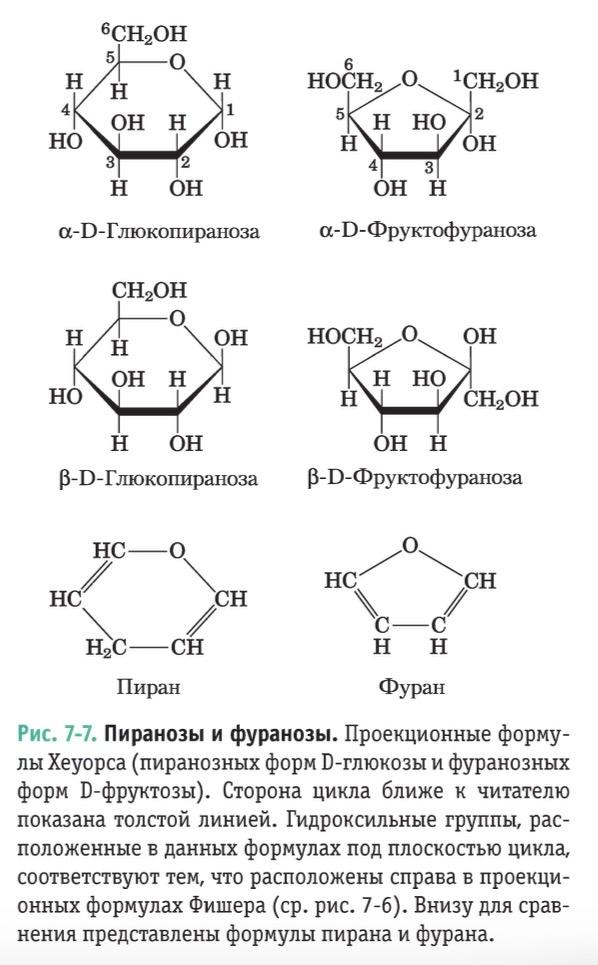 ⁶CH₂OH
5 O
H H H
4 1
OH H
HO OH
3 2
H OH
α-D-Глюкопираноза
6
HOCH₂ O ¹CH₂OH
5 2
H HO
H OH
4 3
OH H
α-D-Фруктофураноза
CH₂OH
O
H H OH
OH H
HO H
H OH
β-D-Глюкопираноза
HOCH₂ O OH
H HO
H CH₂OH
OH H
β-D-Фруктофураноза
HC O
HC CH
H₂C CH
Пиран
O
HC CH
C C
H H
Фуран
Рис. 7-7. Пиранозы и фуранозы. Проекционные форму-
лы Хеуорса (пиранозных форм D-глюкозы и фуранозных
форм D-фруктозы). Сторона цикла ближе к читателю
показана толстой линией. Гидроксильные группы, рас-
положенные в данных формулах под плоскостью цикла,
соответствуют тем, что расположены справа в проекци-
онных формулах Фишера (ср. рис. 7-6). Внизу для срав-
нения представлены формулы пирана и фурана.